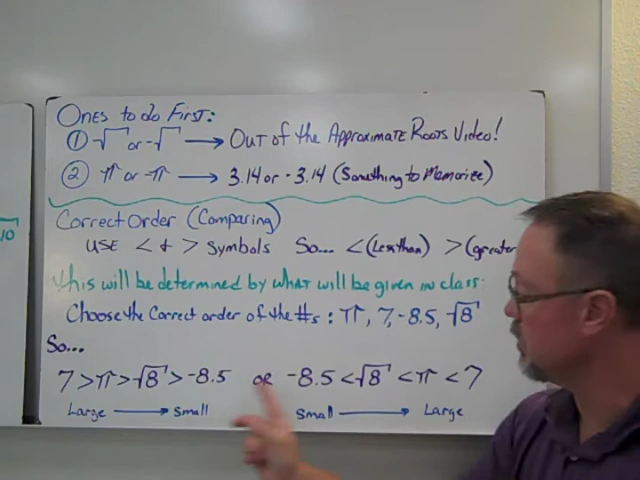 Ones to do First:
① √ or -√ → Out of the Approximate Roots Video!
② π or -π → 3.14 or -3.14 (Something to Memorize)
10
Correct Order (Comparing)
USE < + > Symbols So... < (Less than) > (greater
This will be determined by what will be given in class:
Choose the Correct order of the #s: π, 7, -8.5, √8
So...
7 > π > √8 > -8.5 or -8.5 < √8 < π < 7
Large → Small Small → Large